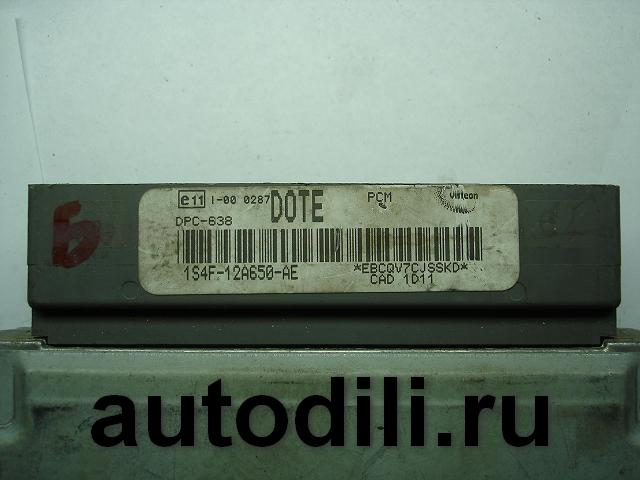 e11 I-00 0287 DOTE PCM Visteon
DPC-638
1S4F-12A650-AE *EBCQV7CJSSKD*
CAD 1D11
autodili.ru